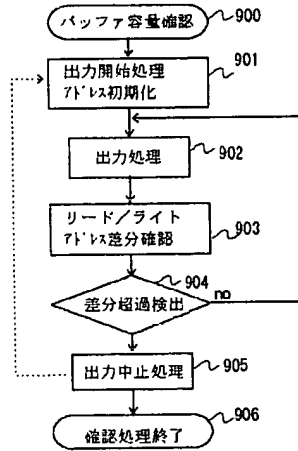 バッファ容量確認
900
出力開始処理
アドレス初期化
901
出力処理
902
リード/ライト
アドレス差分確認
903
904
差分超過検出
no
出力中止処理
905
確認処理終了
906